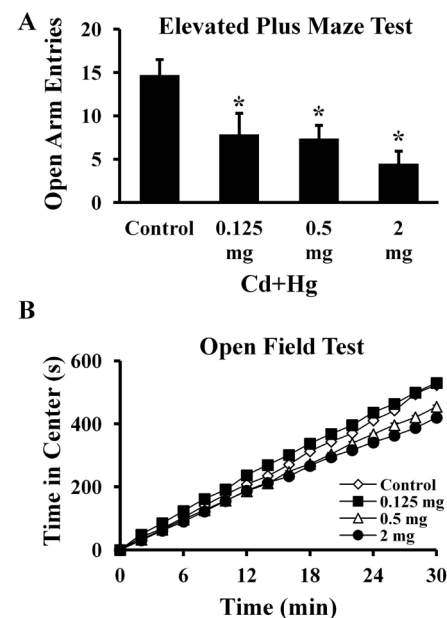 A
Elevated Plus Maze Test
Open Arm Entries
20
15
10
5
0
*
*
*
Control
0.125 mg
0.5 mg
2 mg
Cd+Hg
B
Open Field Test
Time in Center (s)
600
400
200
0
Control
0.125 mg
0.5 mg
2 mg
0 6 12 18 24 30
Time (min)